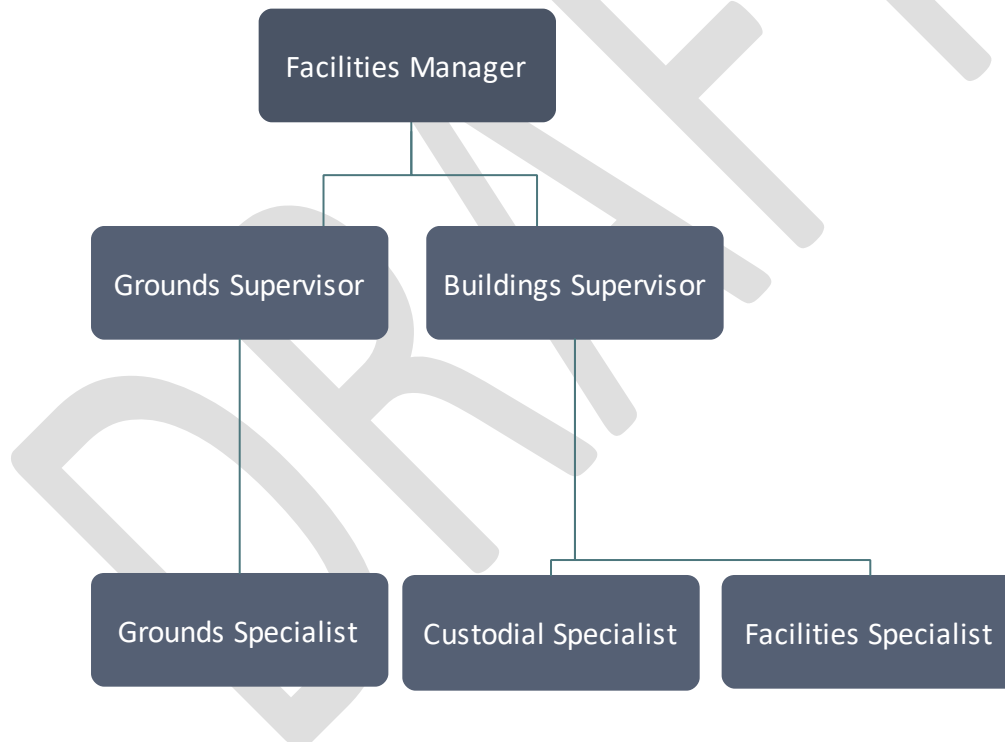 Facilities Manager
Grounds Supervisor
Buildings Supervisor
Grounds Specialist
Custodial Specialist
Facilities Specialist
DRAFT